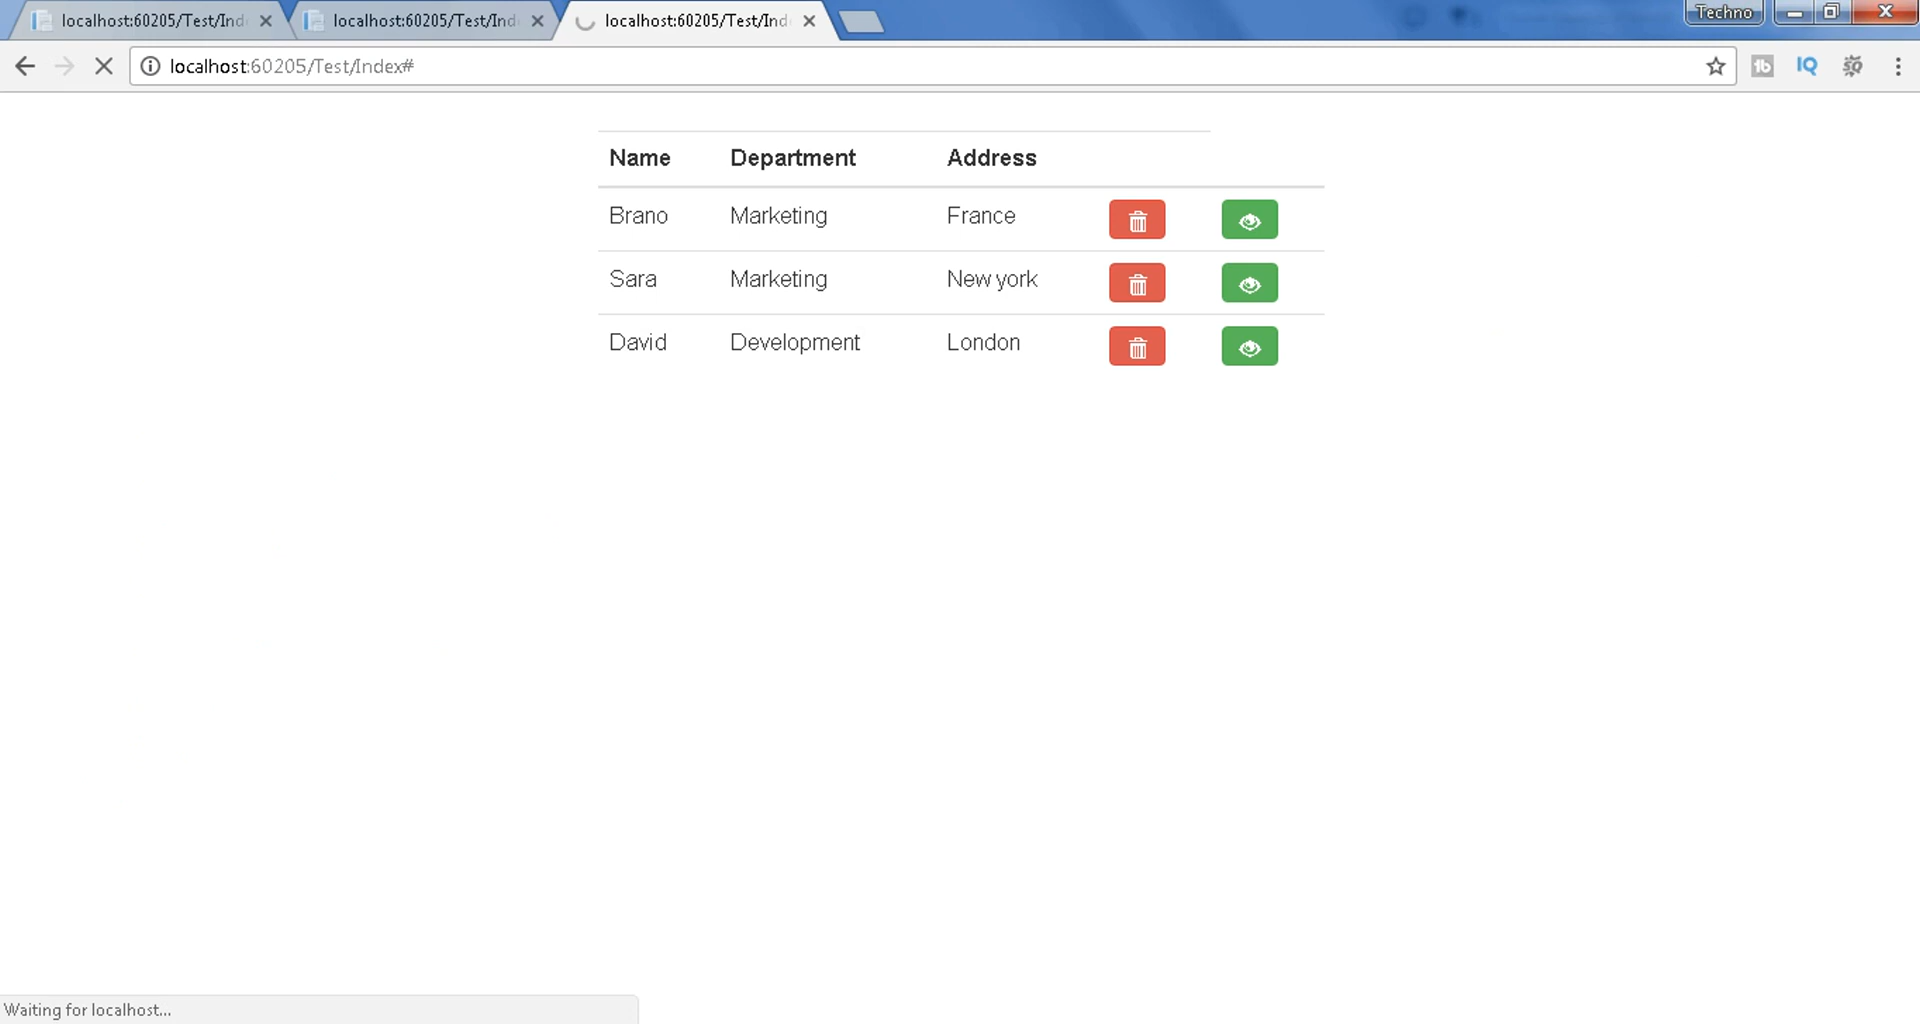 localhost:60205/Test/Ind localhost:60205/Test/Ind localhost:60205/Test/Ind Techno
localhost:60205/Test/Index#
Name Department Address
Brano Marketing France
Sara Marketing New york
David Development London
Waiting for localhost...